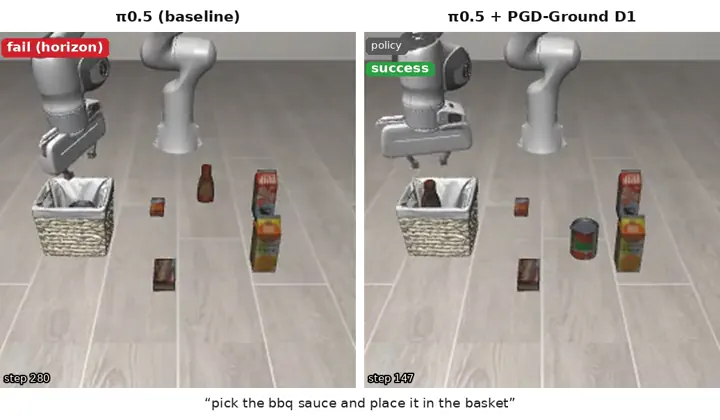 π0.5 (baseline)
π0.5 + PGD-Ground D1
fail (horizon)
policy
success
step 280
step 147
“pick the bbq sauce and place it in the basket”